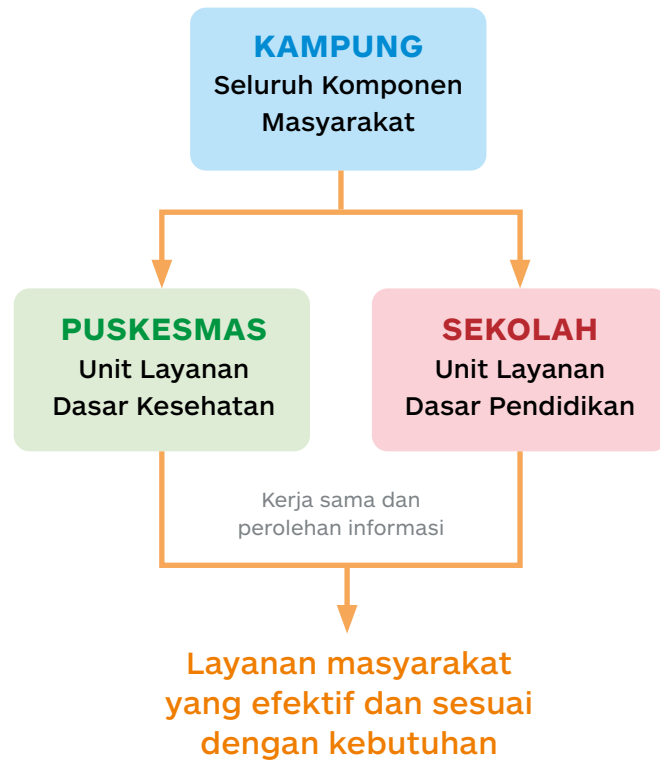 KAMPUNG
Seluruh Komponen
Masyarakat
PUSKESMAS
Unit Layanan
Dasar Kesehatan
SEKOLAH
Unit Layanan
Dasar Pendidikan
Kerja sama dan
perolehan informasi
Layanan masyarakat
yang efektif dan sesuai
dengan kebutuhan